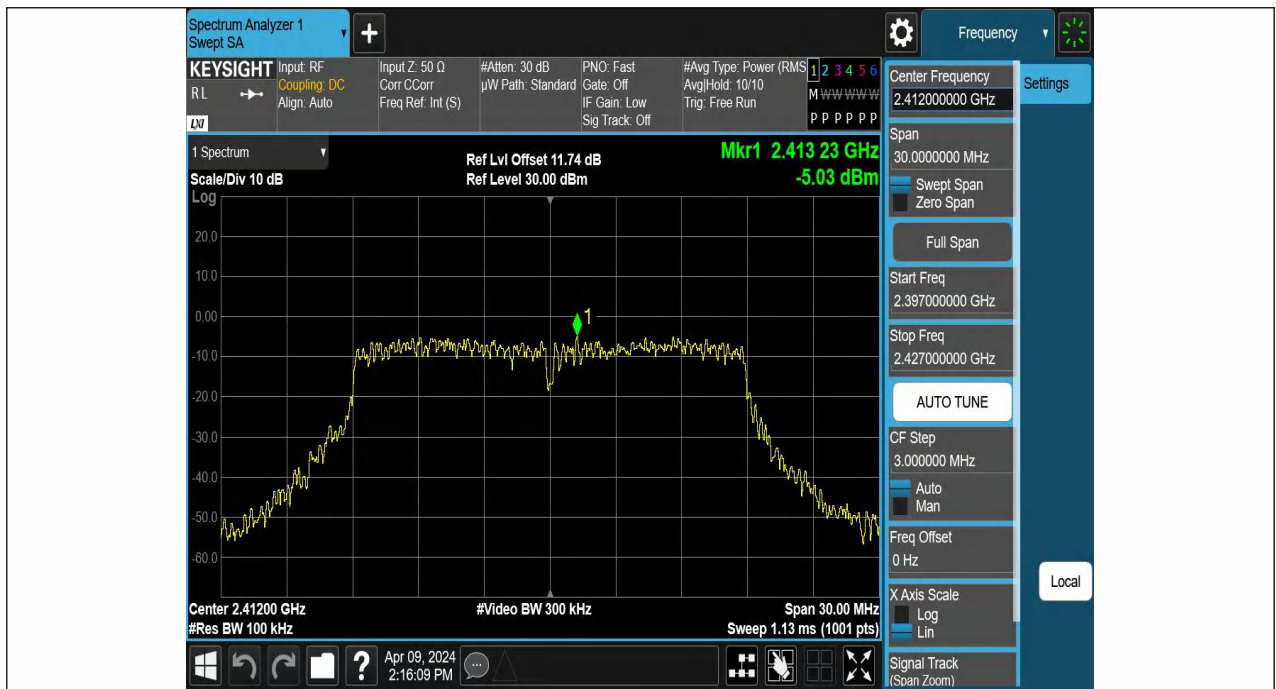 Spectrum Analyzer 1
Swept SA
+
Frequency
KEYSIGHT
RL
LXI
Input: RF
Coupling: DC
Align: Auto
Input Z: 50 Ω
Corr CCorr
Freq Ref: Int (S)
#Atten: 30 dB
µW Path: Standard
PNO: Fast
Gate: Off
IF Gain: Low
Sig Track: Off
#Avg Type: Power (RMS
Avg|Hold: 10/10
Trig: Free Run
1 2 3 4 5 6
M W W W W W
P P P P P P
1 Spectrum
Scale/Div 10 dB
Log
Ref Lvl Offset 11.74 dB
Ref Level 30.00 dBm
Mkr1 2.413 23 GHz
-5.03 dBm
20.0
10.0
0.00
-10.0
-20.0
-30.0
-40.0
-50.0
-60.0
1
Center 2.41200 GHz
#Res BW 100 kHz
#Video BW 300 kHz
Span 30.00 MHz
Sweep 1.13 ms (1001 pts)
Center Frequency
2.412000000 GHz
Span
30.0000000 MHz
Swept Span
Zero Span
Full Span
Start Freq
2.397000000 GHz
Stop Freq
2.427000000 GHz
AUTO TUNE
CF Step
3.000000 MHz
Auto
Man
Freq Offset
0 Hz
X Axis Scale
Log
Lin
Signal Track
(Span Zoom)
Settings
Local
?
Apr 09, 2024
2:16:09 PM